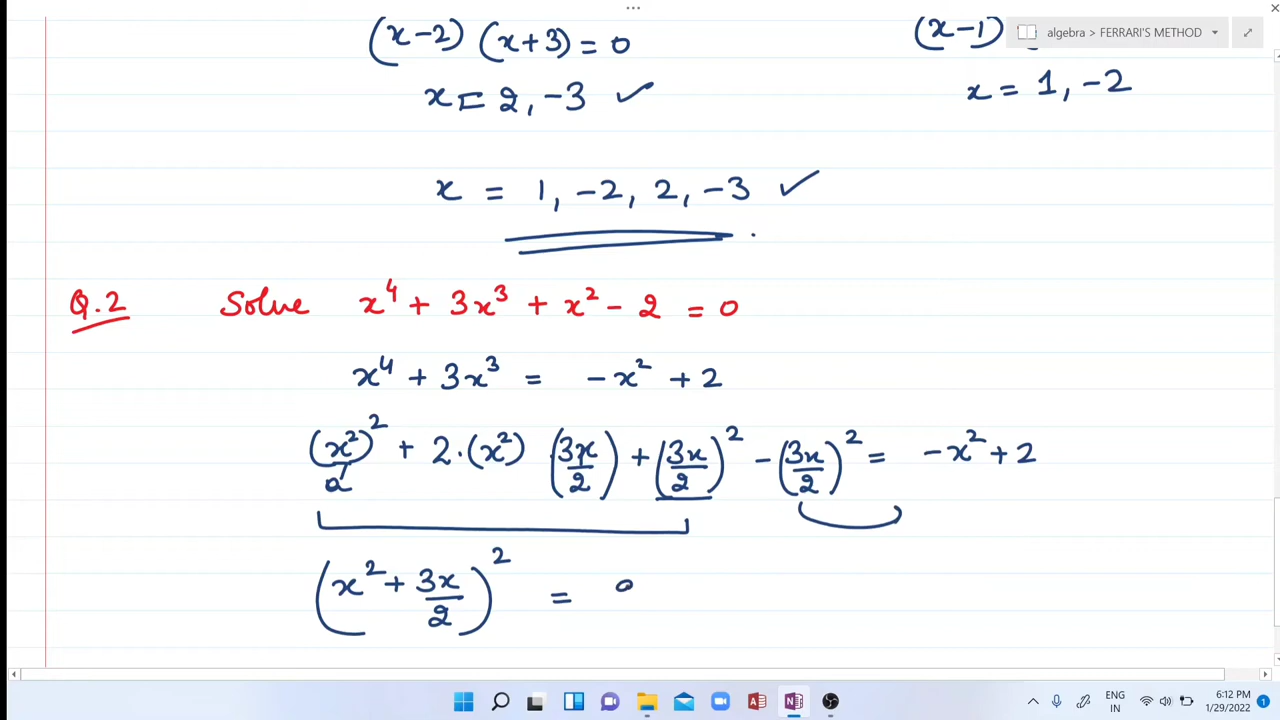 (x-2) (x+3) = 0
(x-1)
algebra > FERRARI'S METHOD
x = 2, -3 ✓
x = 1, -2
x = 1, -2, 2, -3 ✓
Q.2 Solve x⁴ + 3x³ + x² - 2 = 0
x⁴ + 3x³ = -x² + 2
(x²)² + 2·(x²) (3x/2) + (3x/2)² - (3x/2)² = -x² + 2
a
(x² + 3x/2)² =
ENG
IN
6:12 PM
1/29/2022
1